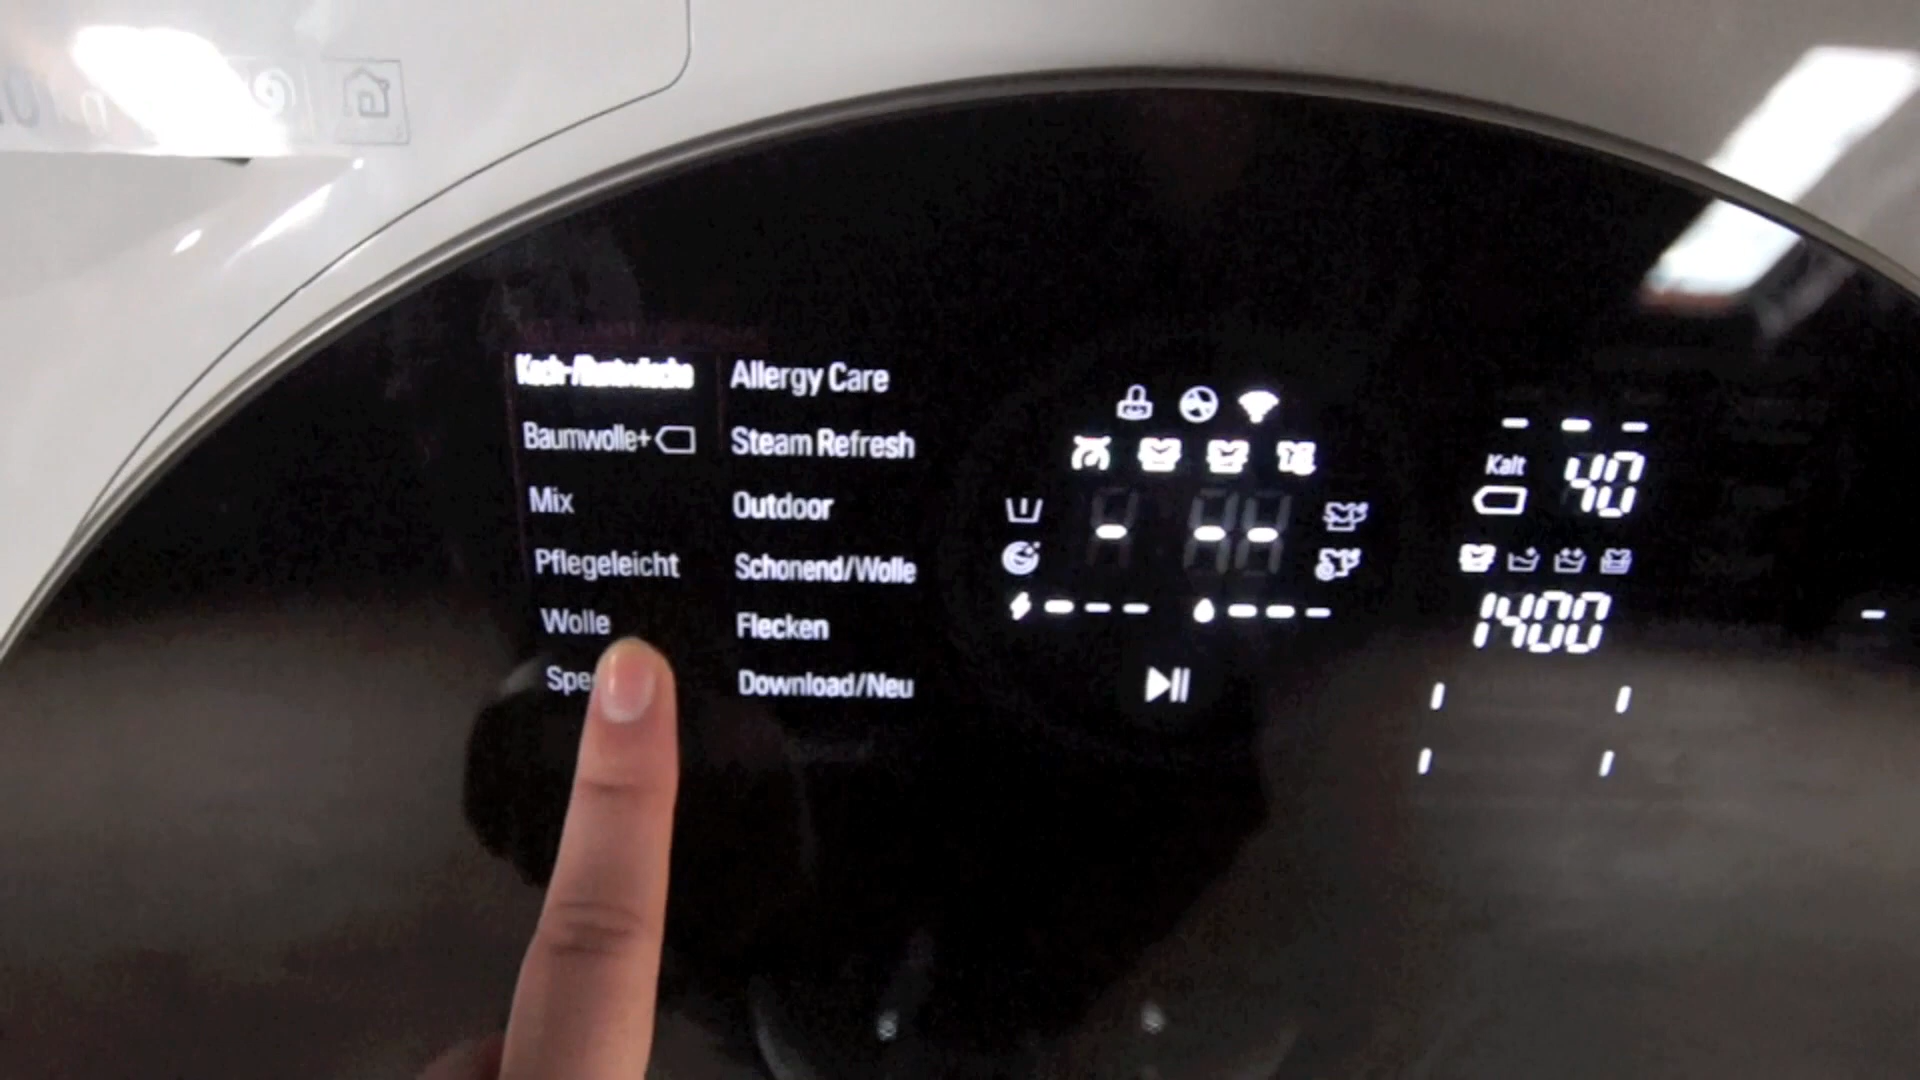 Koch-/Buntwäsche
Baumwolle+
Mix
Pflegeleicht
Wolle
Allergy Care
Steam Refresh
Outdoor
Schonend/Wolle
Flecken
Download/Neu
- - -
Kalt 40
1400